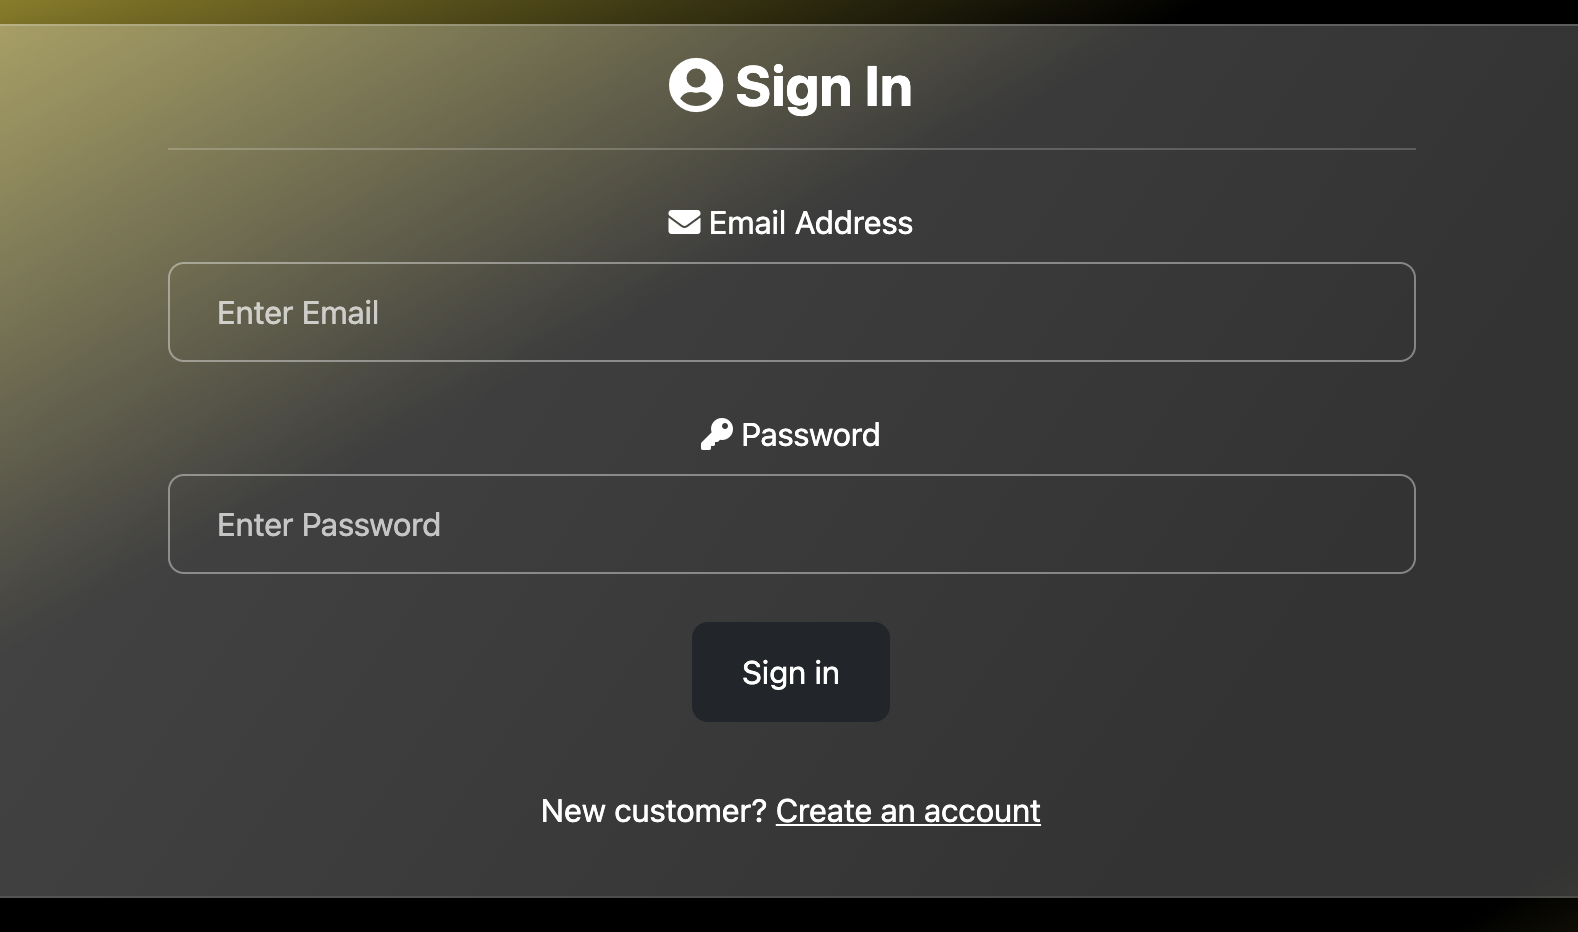 Sign In
Email Address
Enter Email
Password
Enter Password
Sign in
New customer? Create an account